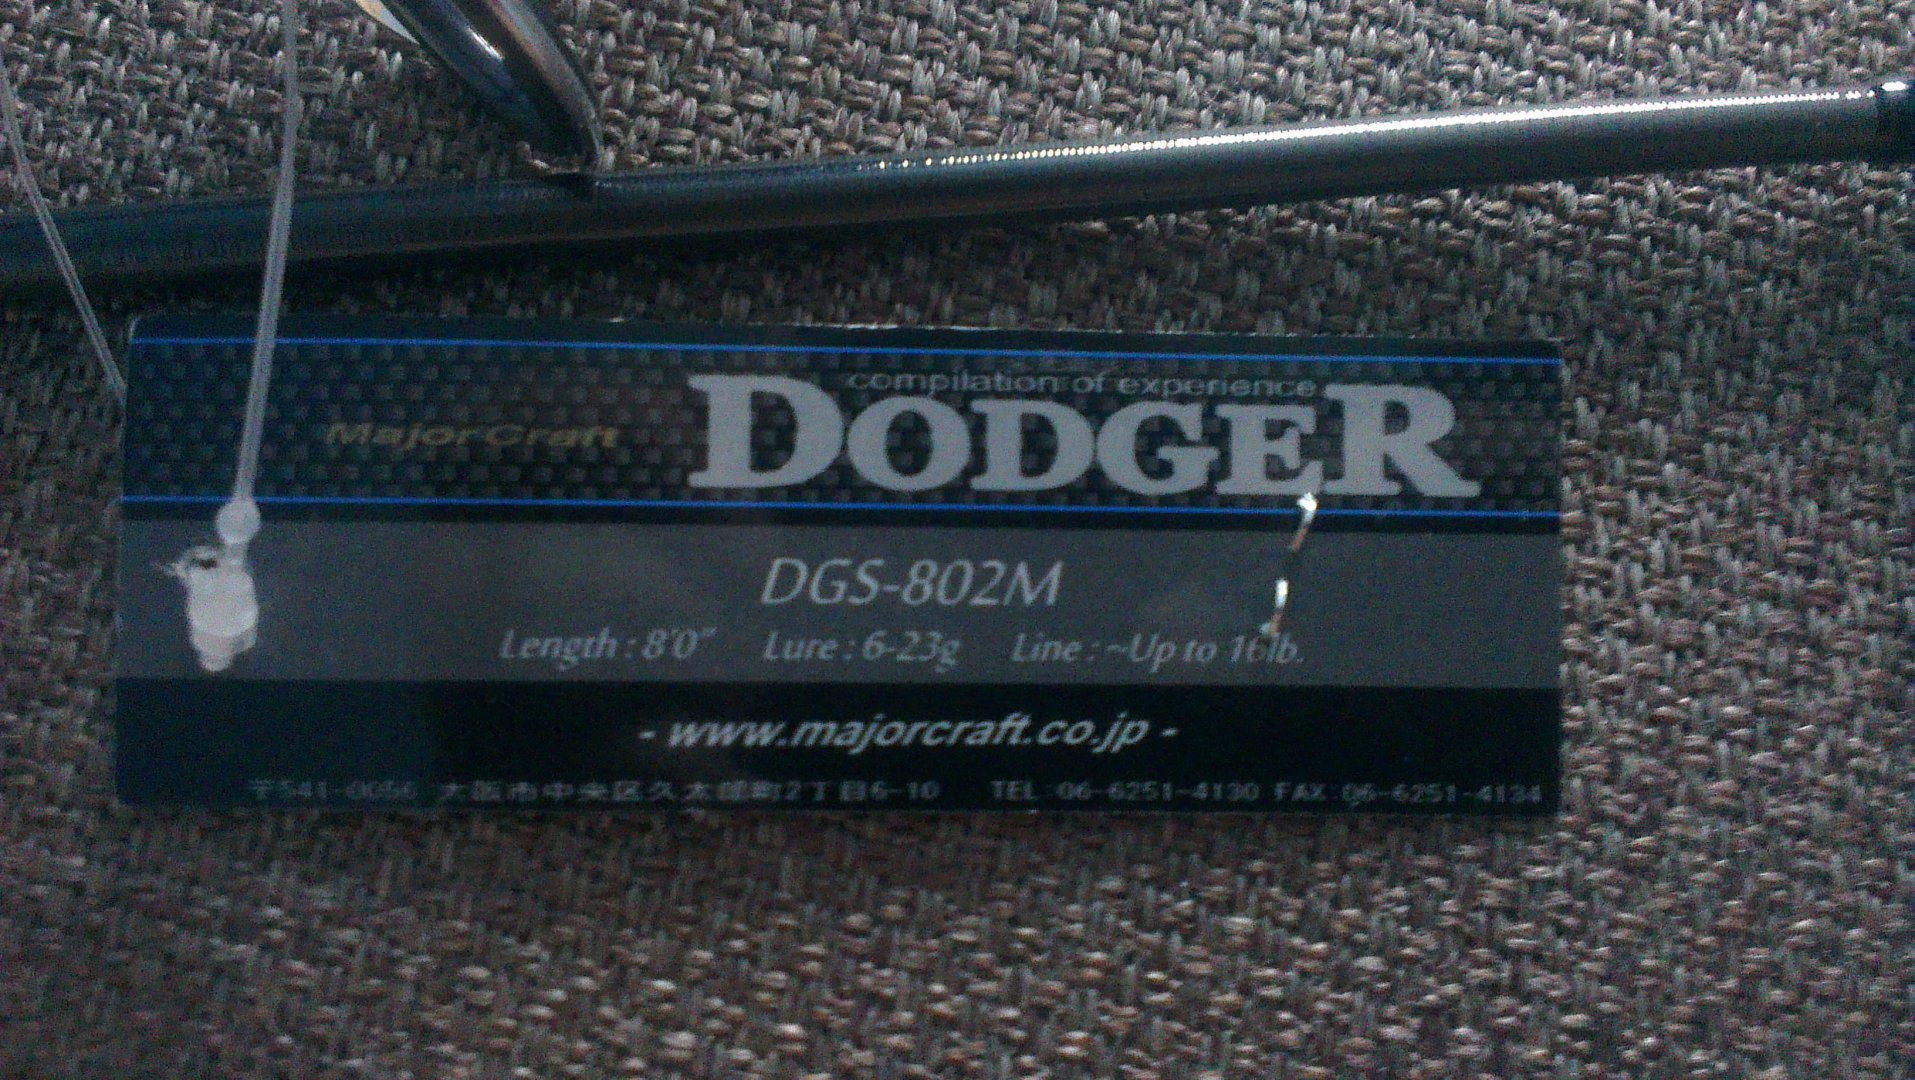 compilation of experience
MajorCraft DODGER
DGS-802M
Length : 8'0" Lure : 6-23g Line : ~Up to 16lb.
- www.majorcraft.co.jp -
〒541-0056 大阪市中央区久太郎町2丁目6-10 TEL:06-6251-4130 FAX:06-6251-4134